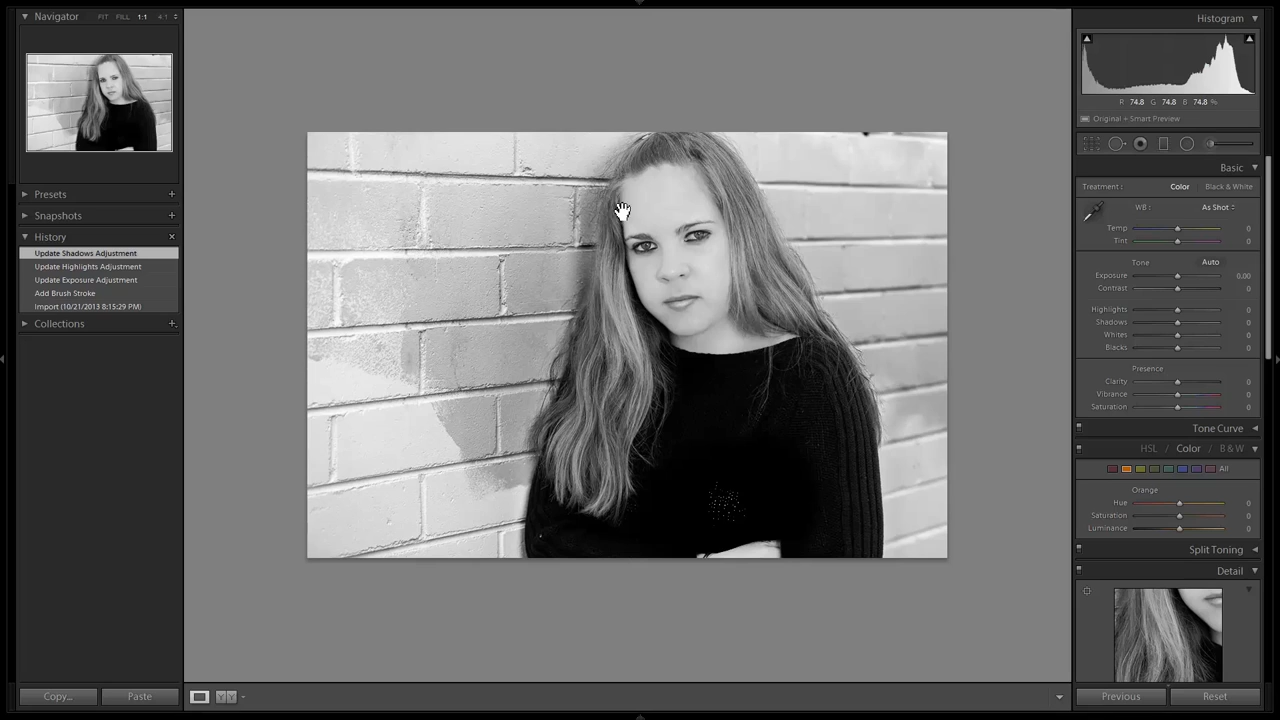 Navigator FIT FILL 1:1 4:1
Presets
Snapshots
History
Update Shadows Adjustment
Update Highlights Adjustment
Update Exposure Adjustment
Add Brush Stroke
Import (10/21/2013 8:15:29 PM)
Collections
Copy...
Paste
Histogram
R 74.8 G 74.8 B 74.8 %
Original + Smart Preview
Basic
Treatment : Color Black & White
WB : As Shot
Temp 0
Tint 0
Tone Auto
Exposure 0.00
Contrast 0
Highlights 0
Shadows 0
Whites 0
Blacks 0
Presence
Clarity 0
Vibrance 0
Saturation 0
Tone Curve
HSL / Color / B & W
All
Orange
Hue 0
Saturation 0
Luminance 0
Split Toning
Detail
Previous
Reset
Y Y